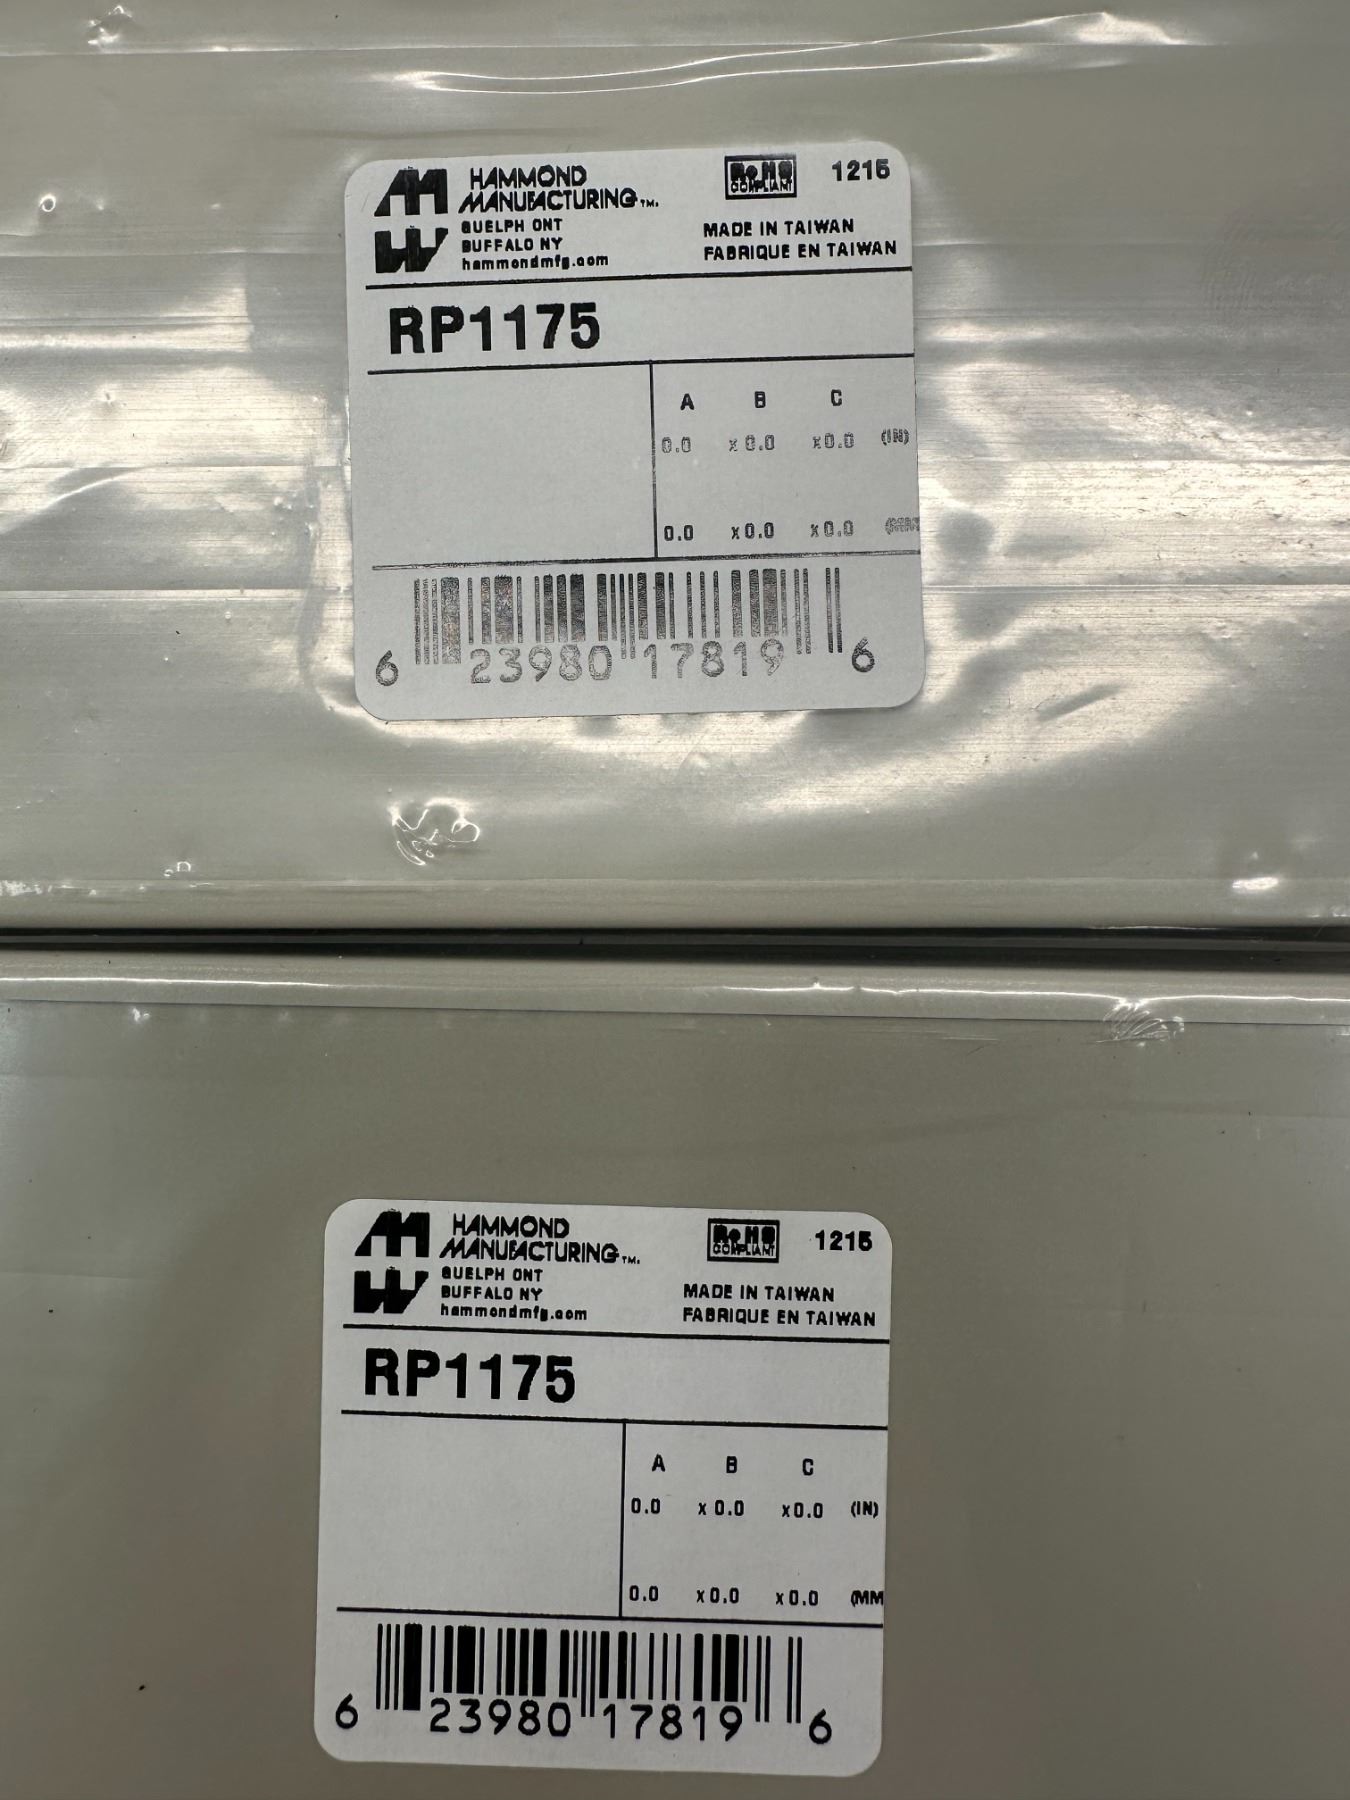 HAMMOND
MANUFACTURING™.
GUELPH ONT
BUFFALO NY
hammondmfg.com
RoHS
COMPLIANT
1215
MADE IN TAIWAN
FABRIQUE EN TAIWAN
RP1175
A B C
0.0 x 0.0 x0.0 (IN)
0.0 x0.0 x0.0 (MM
6 23980 17819 6
HAMMOND
MANUFACTURING™.
GUELPH ONT
BUFFALO NY
hammondmfg.com
RoHS
COMPLIANT
1215
MADE IN TAIWAN
FABRIQUE EN TAIWAN
RP1175
A B C
0.0 x 0.0 x0.0 (IN)
0.0 x0.0 x0.0 (MM
6 23980 17819 6